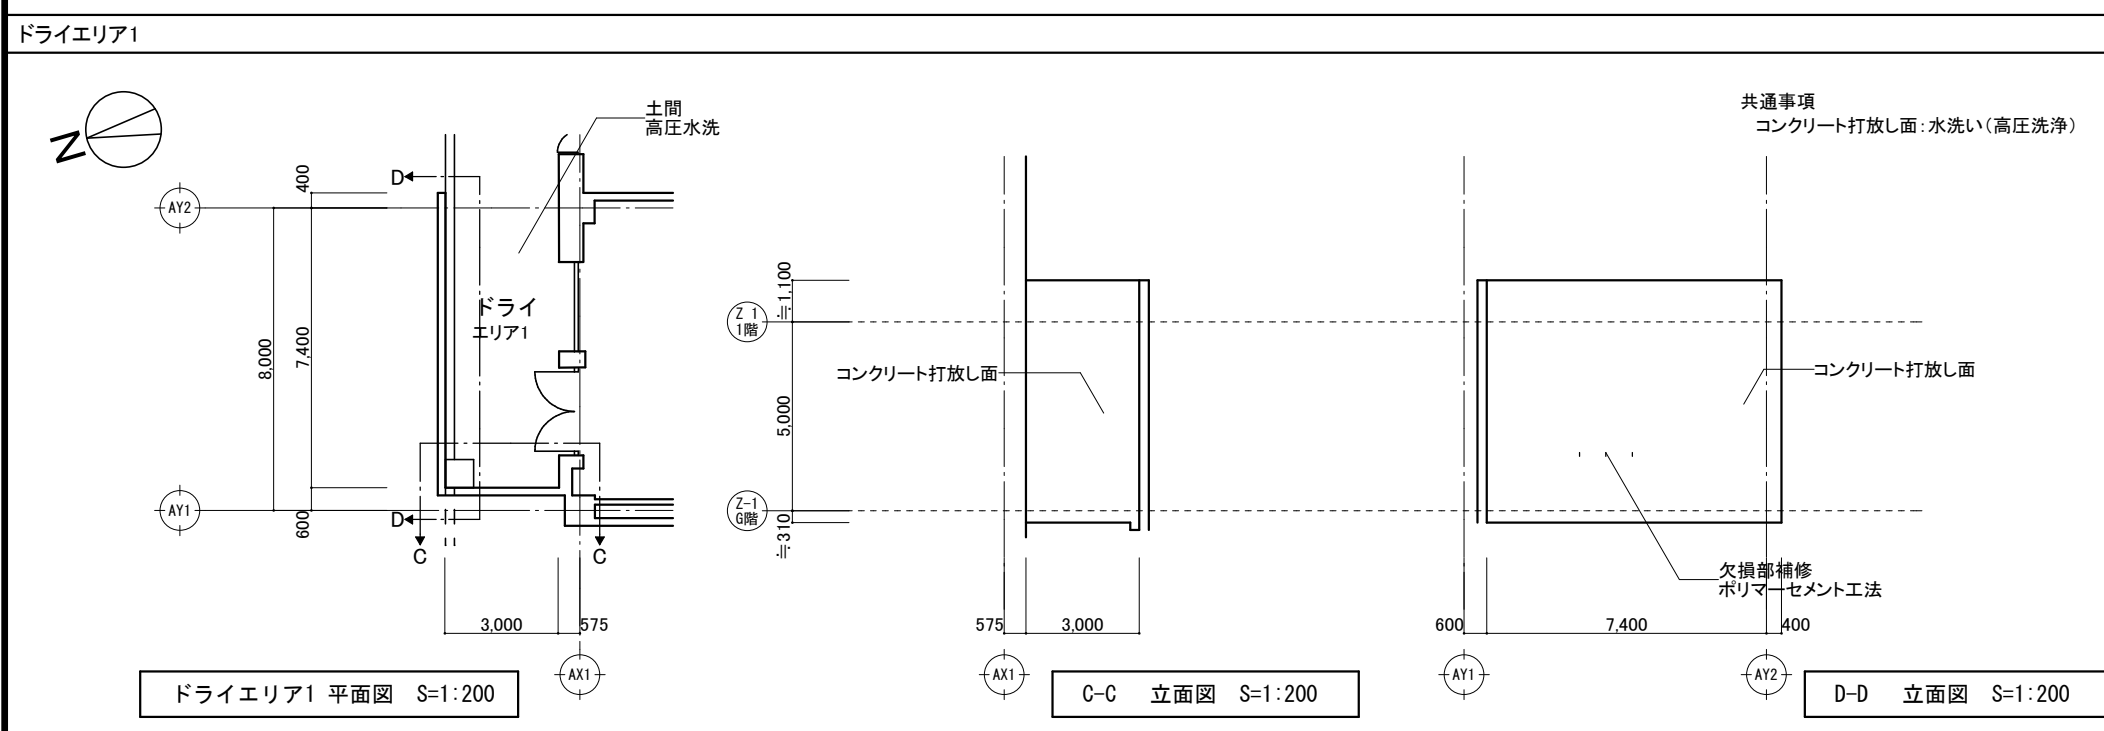 ドライエリア1
共通事項
コンクリート打放し面:水洗い(高圧洗浄)
N
土間
高圧水洗
D
400
AY2
ドライ
エリア1
8,000
7,400
AY1
600
D
C
C
3,000
575
AX1
ドライエリア1 平面図 S=1:200
≒1,100
Z 1
1階
コンクリート打放し面
5,000
Z-1
G階
≒310
575
3,000
AX1
C-C 立面図 S=1:200
コンクリート打放し面
欠損部補修
ポリマーセメント工法
600
7,400
400
AY1
AY2
D-D 立面図 S=1:200